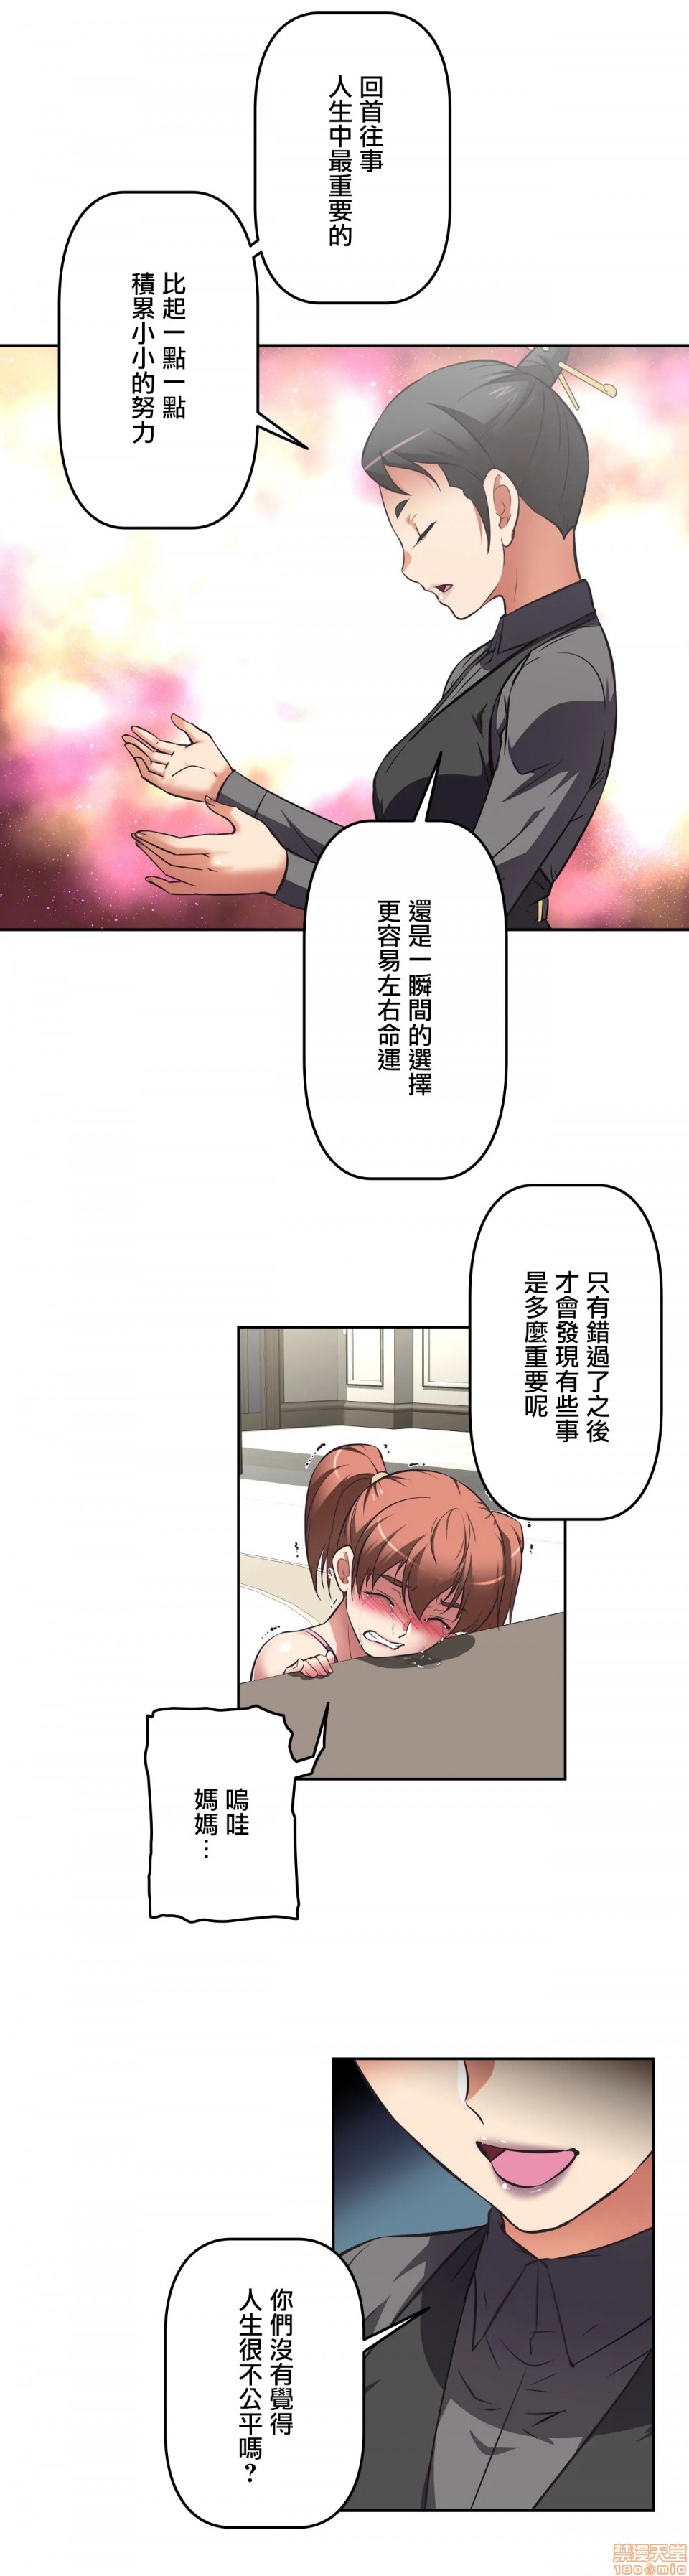 回首往事
人生中最重要的
比起一點一點
積累小小的努力
還是一瞬間的選擇
更容易左右命運
只有錯過了之後
才會發現有些事
是多麼重要呢
嗚哇
媽媽…
你們沒有覺得
人生很不公平嗎？
禁漫天堂
18comic